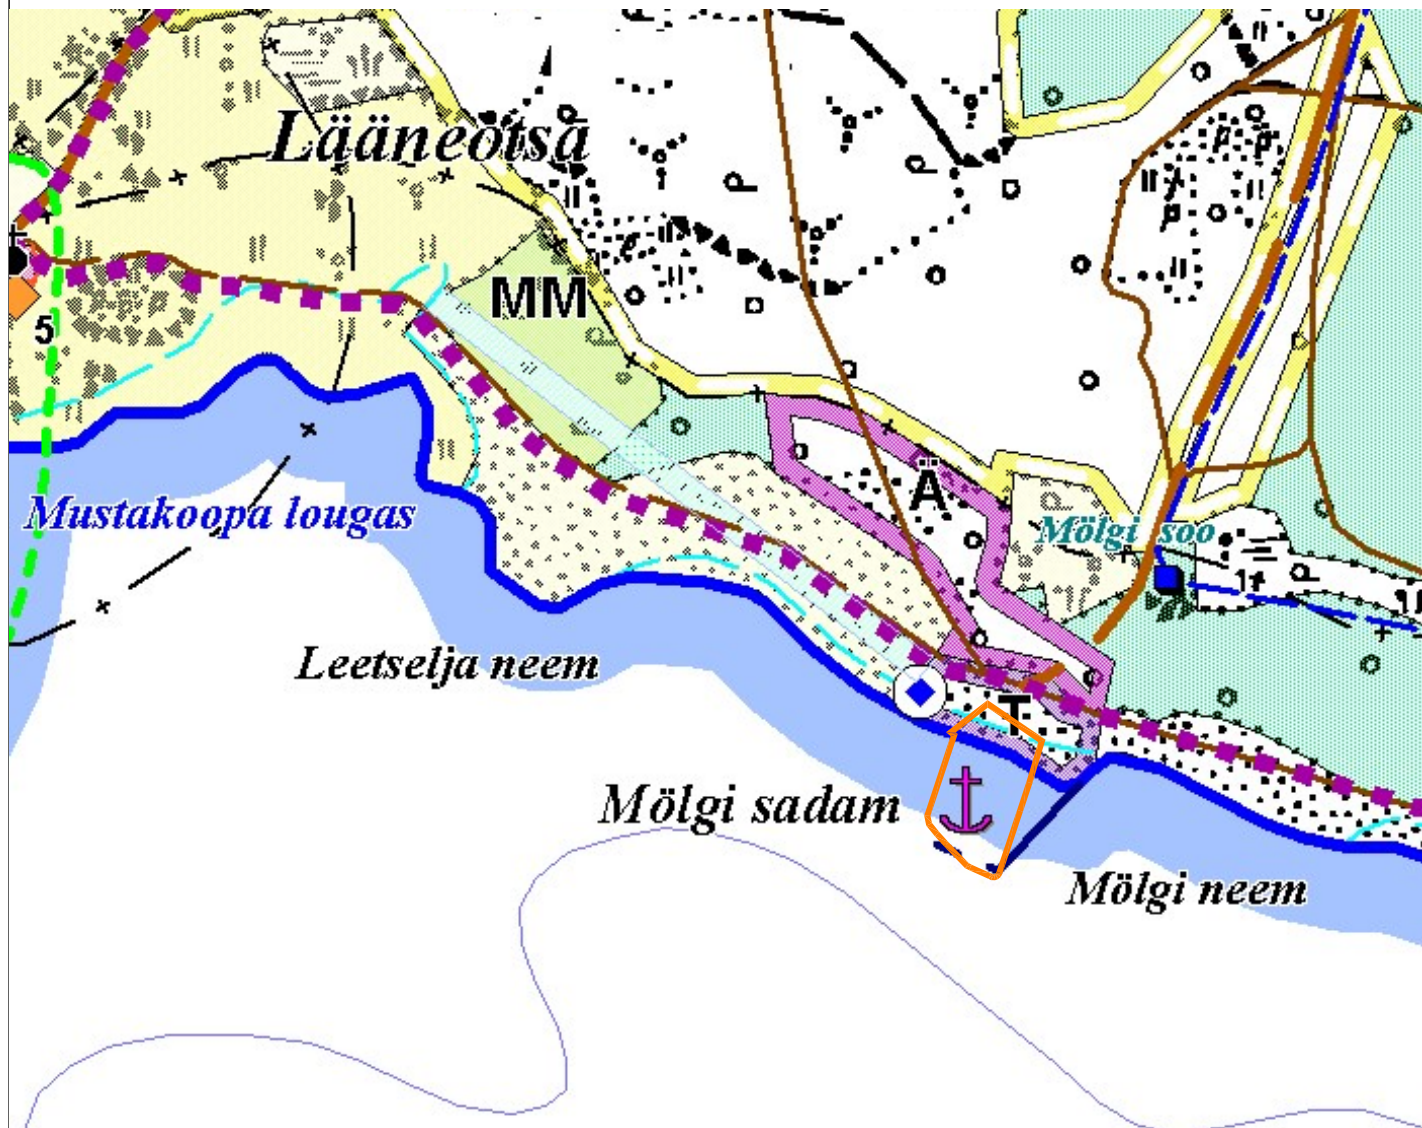 Lääneotsa
MM
5
Mustakoopa lougas
Ä
Mölgi soo
Leetselja neem
T
Mölgi sadam
Mölgi neem